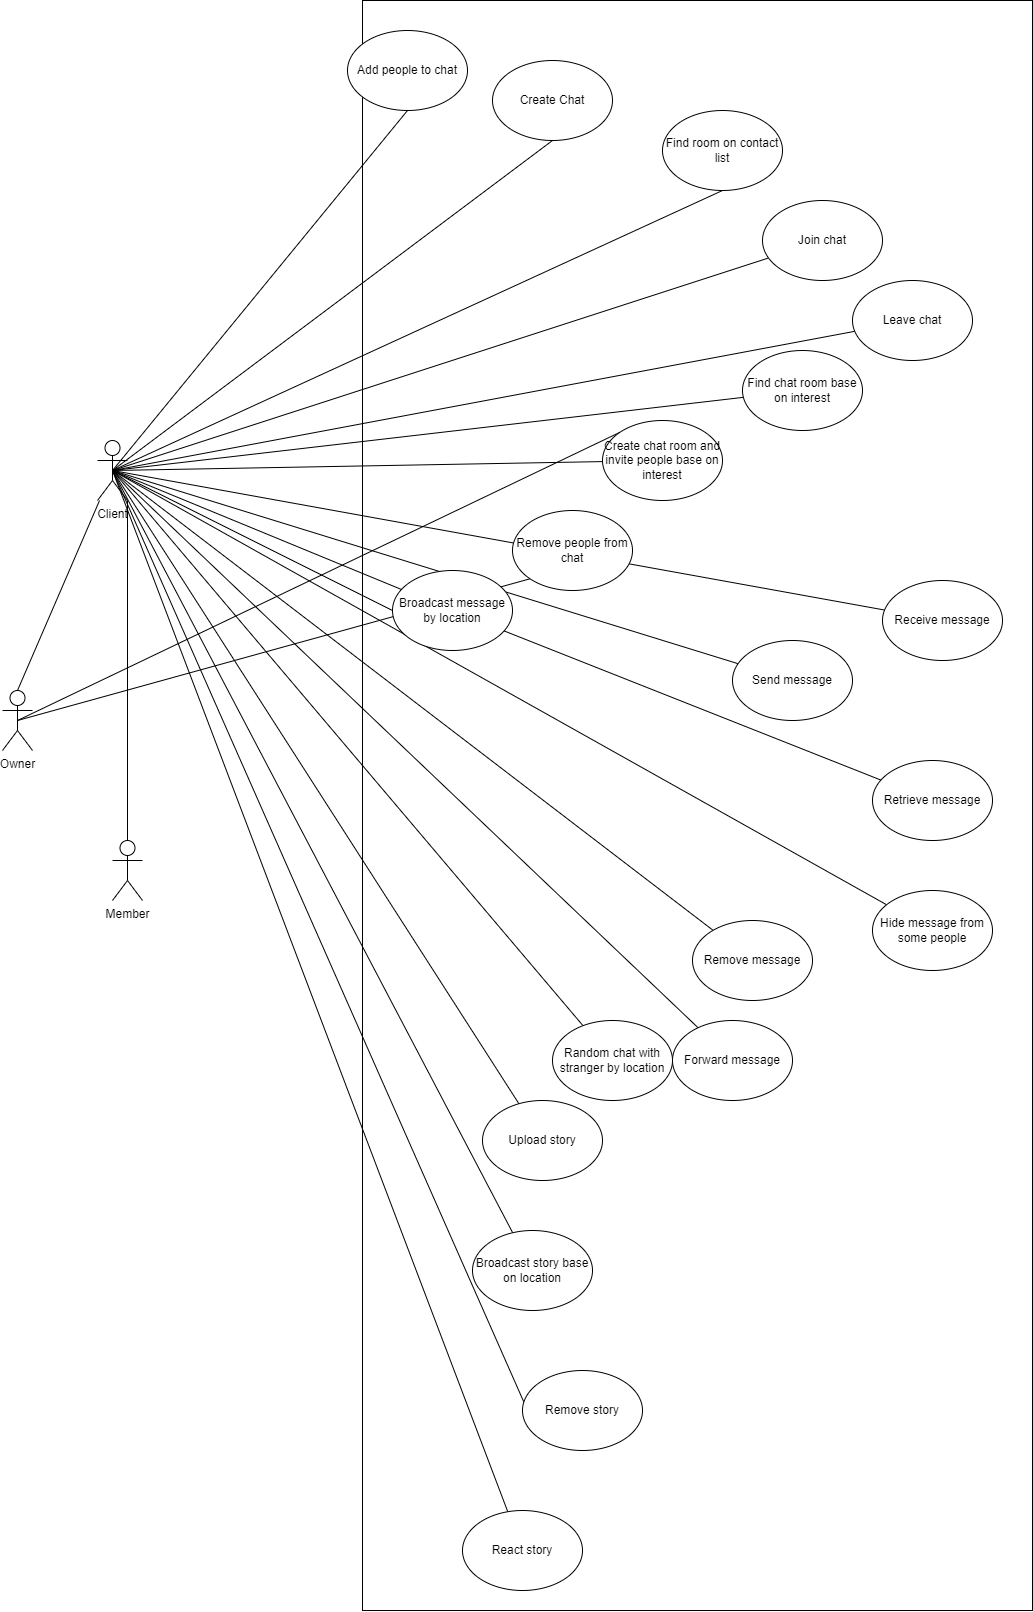 Add people to chat
Create Chat
Find room on contact
list
Join chat
Leave chat
Find chat room base
on interest
Create chat room and
invite people base on
interest
Client
Remove people from
chat
Broadcast message
by location
Receive message
Send message
Owner
Retrieve message
Member
Hide message from
some people
Remove message
Random chat with
stranger by location
Forward message
Upload story
Broadcast story base
on location
Remove story
React story